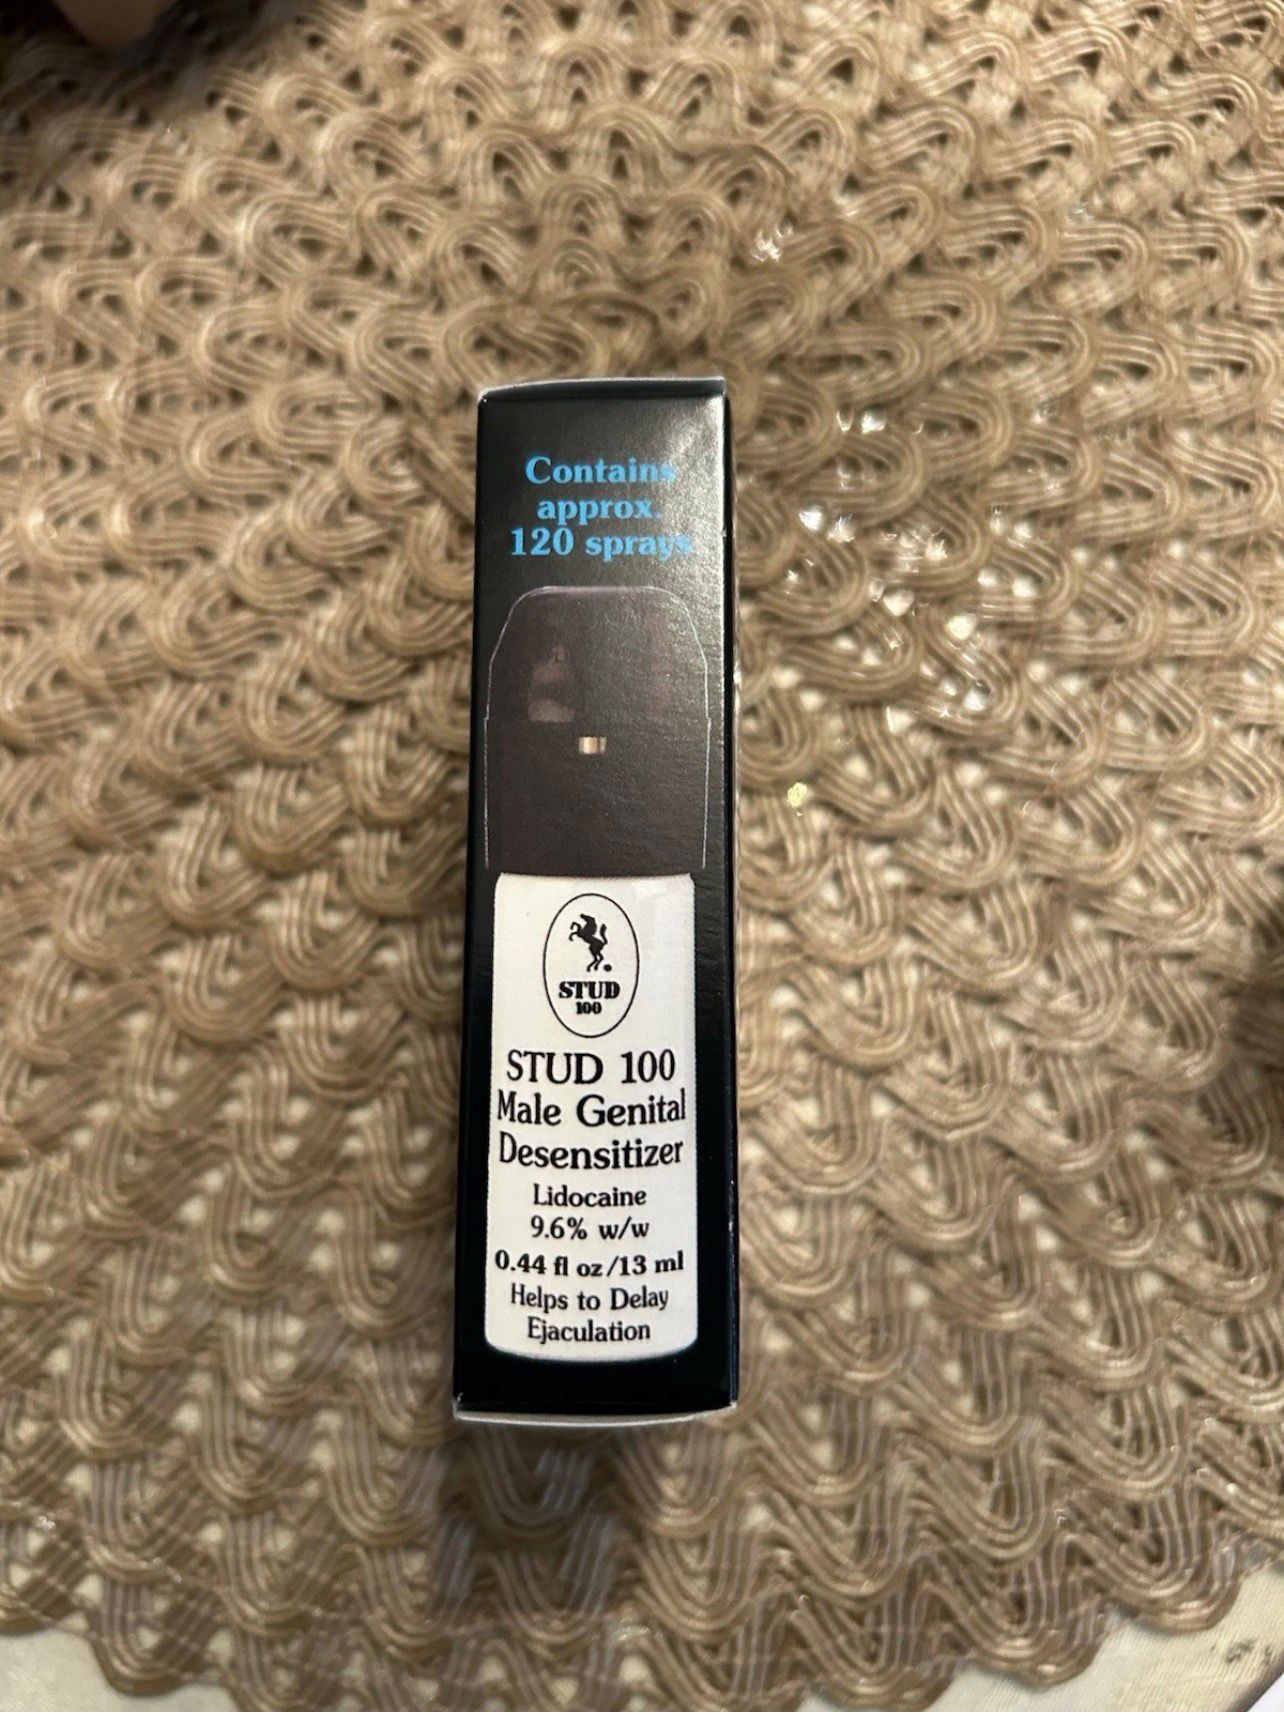 Contains
approx.
120 sprays
STUD
100
STUD 100
Male Genital
Desensitizer
Lidocaine
9.6% w/w
0.44 fl oz/13 ml
Helps to Delay
Ejaculation